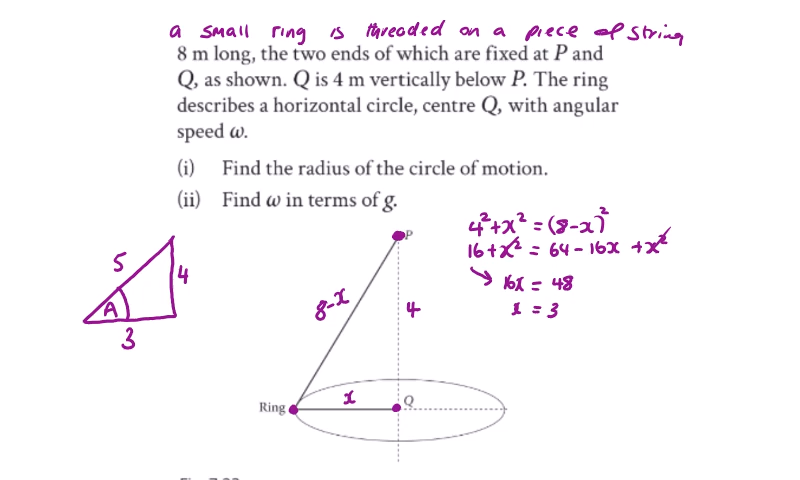 a small ring is threaded on a piece of string
8 m long, the two ends of which are fixed at P and
Q, as shown. Q is 4 m vertically below P. The ring
describes a horizontal circle, centre Q, with angular
speed ω.
(i) Find the radius of the circle of motion.
(ii) Find ω in terms of g.
4²+x² = (8-x)²
16+x² = 64-16x +x²
↳ 16x = 48
x = 3
5
4
A
3
P
8-x
4
x
Q
Ring